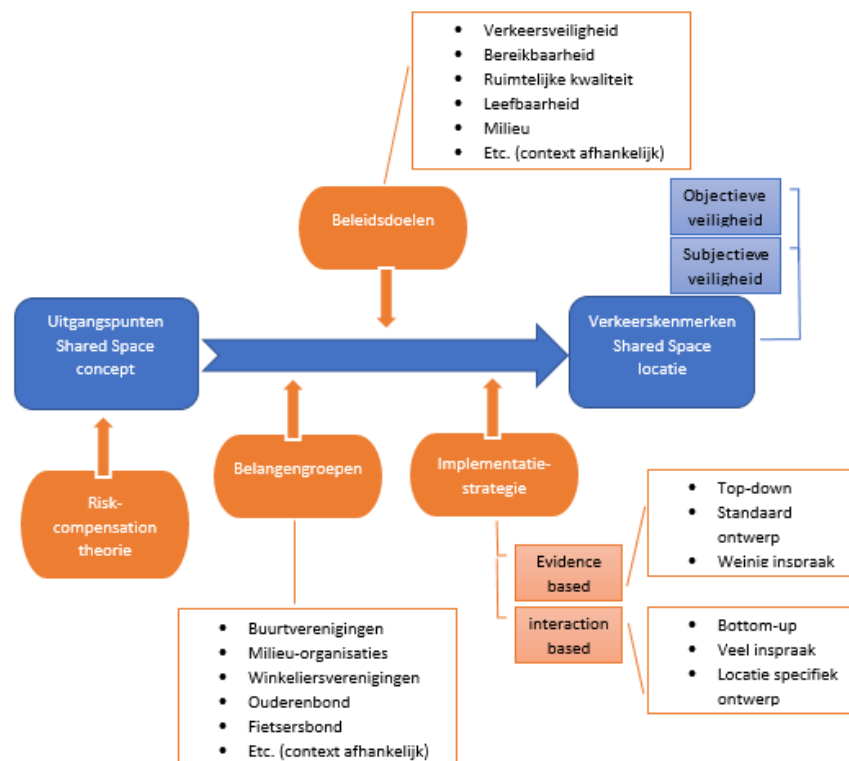 • Verkeersveiligheid
• Bereikbaarheid
• Ruimtelijke kwaliteit
• Leefbaarheid
• Milieu
• Etc. (context afhankelijk)
Beleidsdoelen
Objectieve
veiligheid
Subjectieve
veiligheid
Uitgangspunten
Shared Space
concept
Verkeerskenmerken
Shared Space
locatie
Risk-
compensation
theorie
Belangengroepen
Implementatie-
strategie
• Top-down
• Standaard
ontwerp
• Weinig inspraak
Evidence
based
interaction
based
• Bottom-up
• Veel inspraak
• Locatie specifiek
ontwerp
• Buurtverenigingen
• Milieu-organisaties
• Winkeliersverenigingen
• Ouderenbond
• Fietsersbond
• Etc. (context afhankelijk)